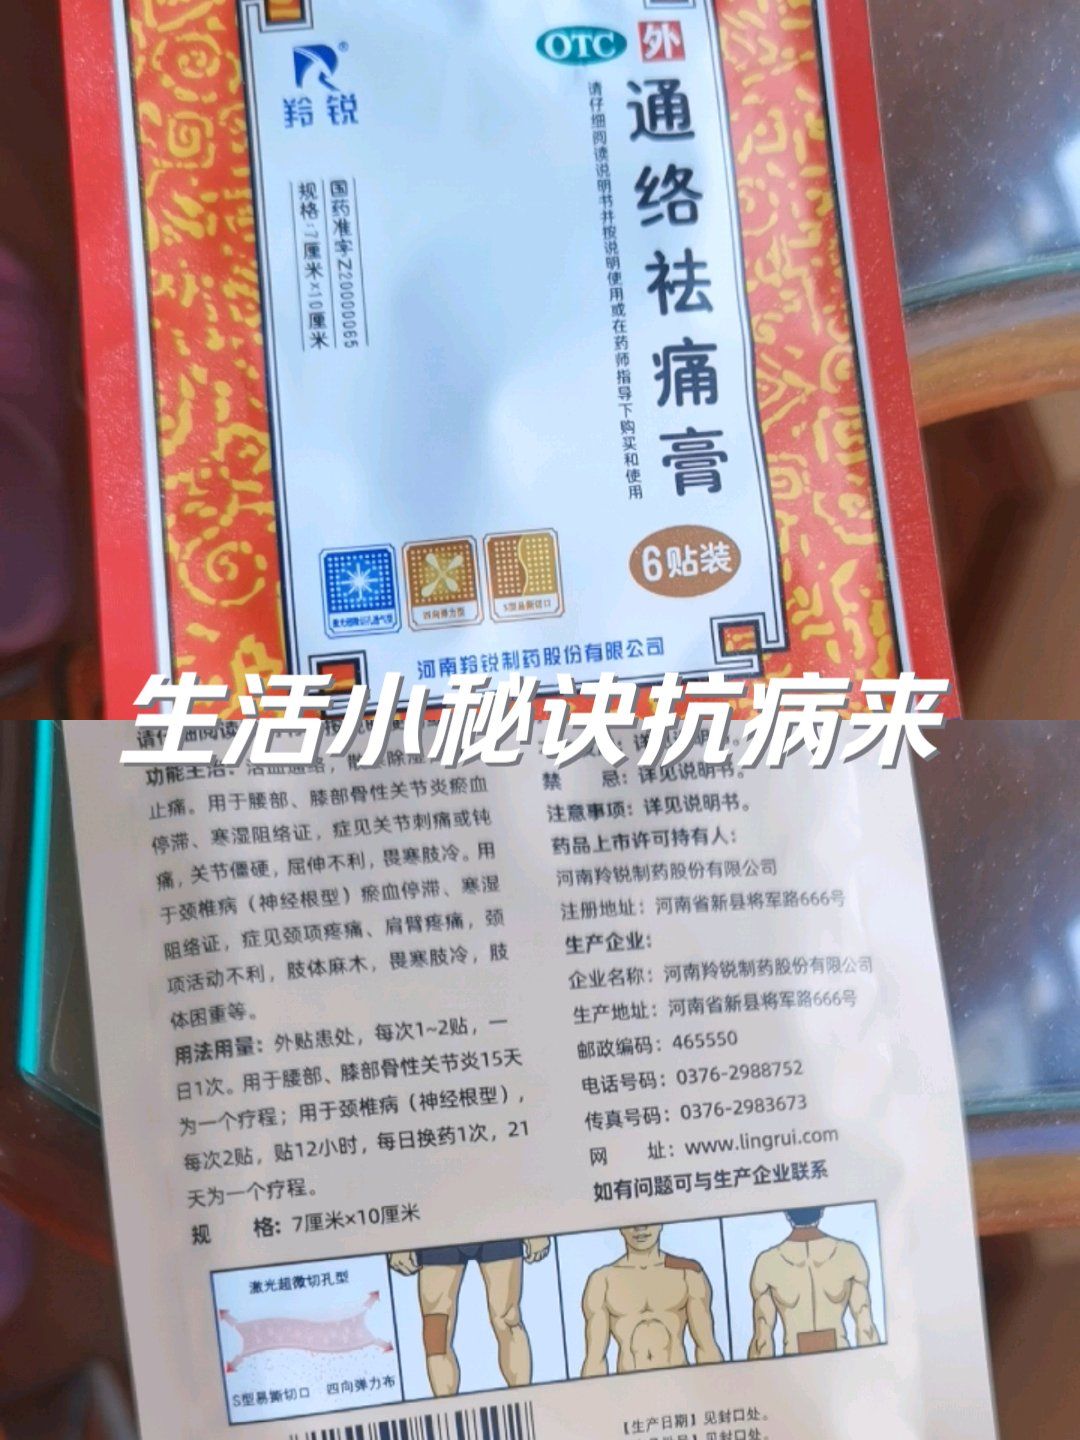 羚锐
国药准字Z20000065
规格:7厘米×10厘米
OTC
外
通络祛痛膏
请仔细阅读说明书并按说明使用或在药师指导下购买和使用
6贴装
激光超微切孔透气型
四向弹力型
S型易撕切口
河南羚锐制药股份有限公司
生活小秘诀抗病来
功能主治：活血通络，散寒除湿
止痛。用于腰部、膝部骨性关节炎瘀血
停滞、寒湿阻络证，症见关节刺痛或钝
痛，关节僵硬，屈伸不利，畏寒肢冷。用
于颈椎病（神经根型）瘀血停滞、寒湿
阻络证，症见颈项疼痛、肩臂疼痛，颈
项活动不利，肢体麻木，畏寒肢冷，肢
体困重等。
用法用量：外贴患处，每次1~2贴，一
日1次。用于腰部、膝部骨性关节炎15天
为一个疗程；用于颈椎病（神经根型），
每次2贴，贴12小时，每日换药1次，21
天为一个疗程。
规 格：7厘米×10厘米
禁 忌：详见说明书。
注意事项：详见说明书。
药品上市许可持有人：
河南羚锐制药股份有限公司
注册地址：河南省新县将军路666号
生产企业：
企业名称：河南羚锐制药股份有限公司
生产地址：河南省新县将军路666号
邮政编码：465550
电话号码：0376-2988752
传真号码：0376-2983673
网 址：www.lingrui.com
如有问题可与生产企业联系
激光超微切孔型
S型易撕切口 四向弹力布
【生产日期】见封口处。